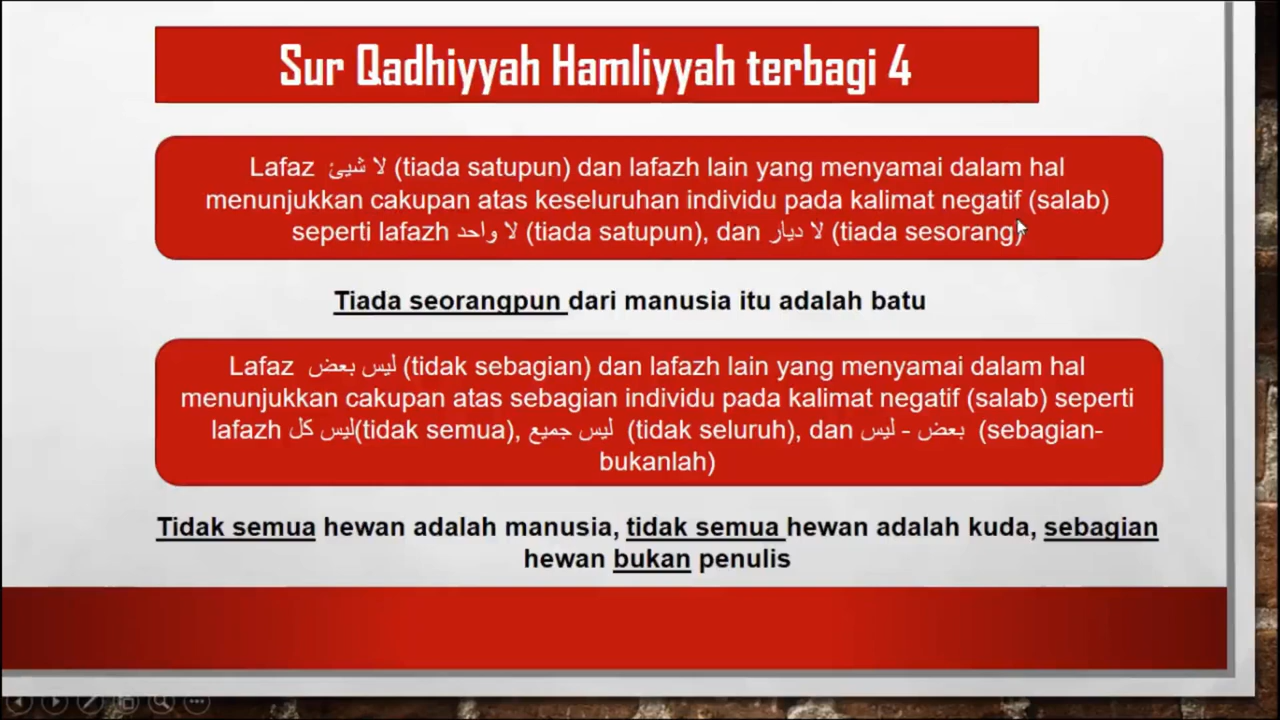 Sur Qadhiyyah Hamliyyah terbagi 4
Lafaz لا شيئ (tiada satupun) dan lafazh lain yang menyamai dalam hal
menunjukkan cakupan atas keseluruhan individu pada kalimat negatif (salab)
seperti lafazh لا واحد (tiada satupun), dan لا ديار (tiada sesorang)
Tiada seorangpun dari manusia itu adalah batu
Lafaz ليس بعض (tidak sebagian) dan lafazh lain yang menyamai dalam hal
menunjukkan cakupan atas sebagian individu pada kalimat negatif (salab) seperti
lafazh ليس كل(tidak semua), ليس جميع (tidak seluruh), dan بعض - ليس (sebagian-
bukanlah)
Tidak semua hewan adalah manusia, tidak semua hewan adalah kuda, sebagian
hewan bukan penulis